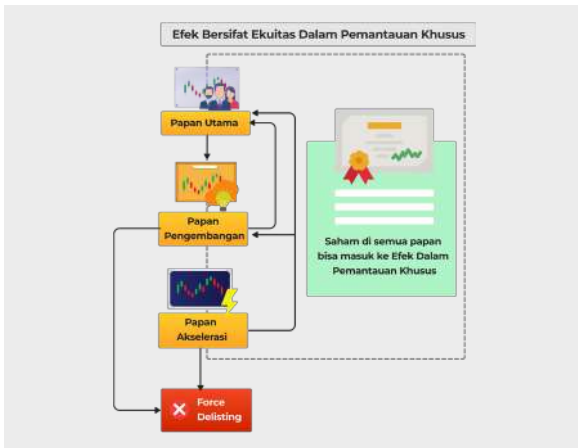 Efek Bersifat Ekuitas Dalam Pemantauan Khusus
Papan Utama
Papan
Pengembangan
Saham di semua papan
bisa masuk ke Efek Dalam
Pemantauan Khusus
Papan
Akselerasi
Force
Delisting